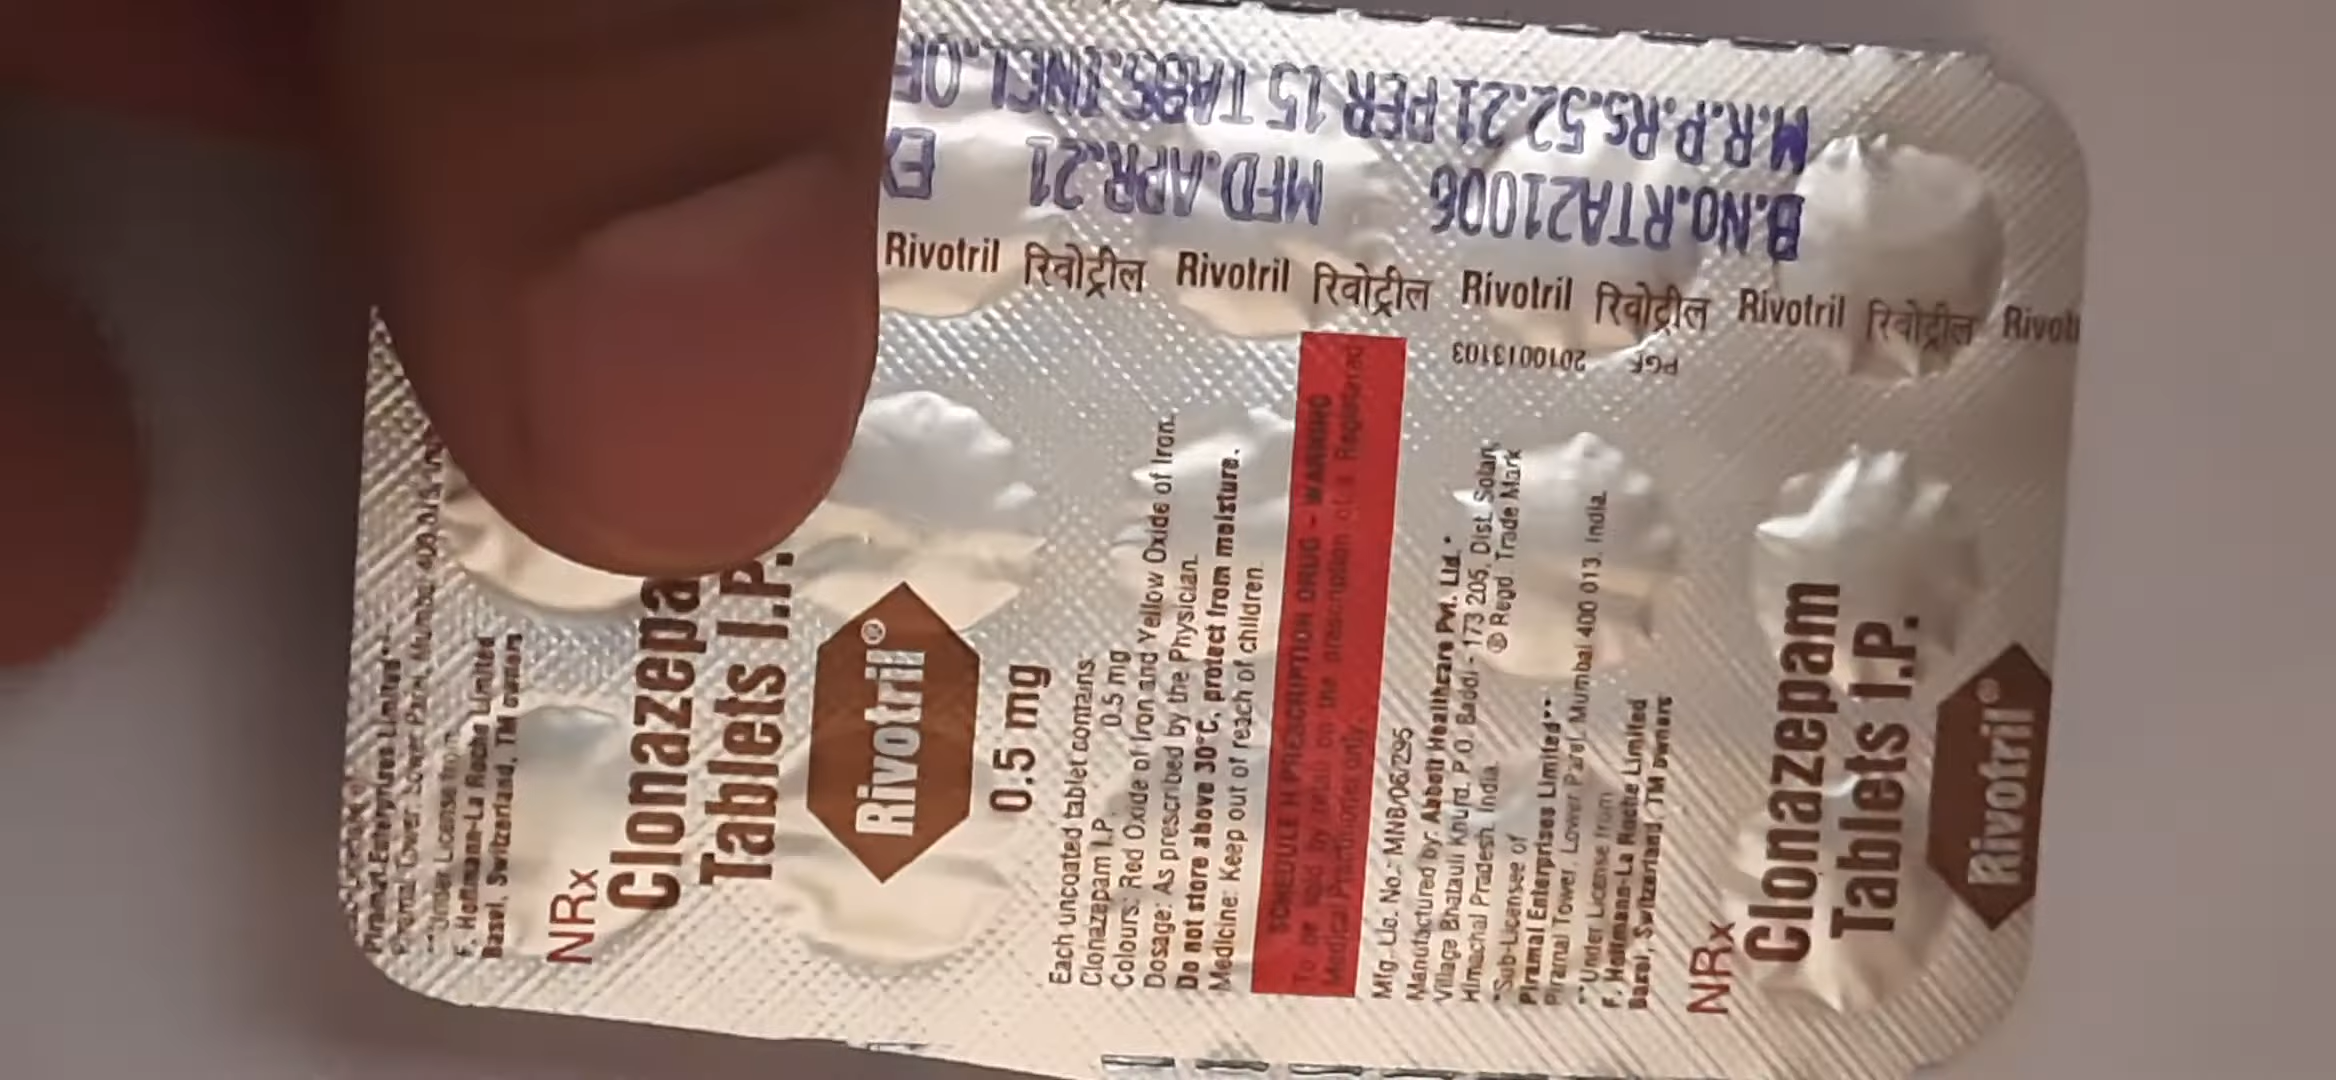 M.R.P.Rs.52.21 PER 15 TABS.INCL.OF
B.No.RTA21006 MFD.APR.21 EX
Rivotril रिवोट्रील Rivotril रिवोट्रील Rivotril रिवोट्रील Rivotril रिवोट्रील Rivot
PGF 2010013103
Piramal Enterprises Limited**
Tower, Lower Parel, Mumbai 400 013
**Under License from
F. Hoffmann-La Roche Limited
Basel, Switzerland, TM owners
NRx
Clonazepa
Tablets I.P.
Rivotril®
0.5 mg
Each uncoated tablet contains:
Clonazepam I.P. 0.5 mg
Colours: Red Oxide of Iron and Yellow Oxide of Iron.
Dosage: As prescribed by the Physician.
Do not store above 30°C, protect from moisture.
Medicine: Keep out of reach of children.
SCHEDULE H PRESCRIPTION DRUG - WARNING
To be sold by retail on the prescription of a Registered
Medical Practitioner only.
Mfg. Lic. No.: MNB/06/295
Manufactured by: Abbott Healthcare Pvt. Ltd.*
Village Bhatauli Khurd, P.O. Baddi - 173 205, Dist. Solan,
Himachal Pradesh, India. ® Regd. Trade Mark
*Sub-Licensee of
Piramal Enterprises Limited**
Piramal Tower, Lower Parel, Mumbai 400 013, India.
**Under License from
F. Hoffmann-La Roche Limited
Basel, Switzerland, TM owners
NRx
Clonazepam
Tablets I.P.
Rivotril®